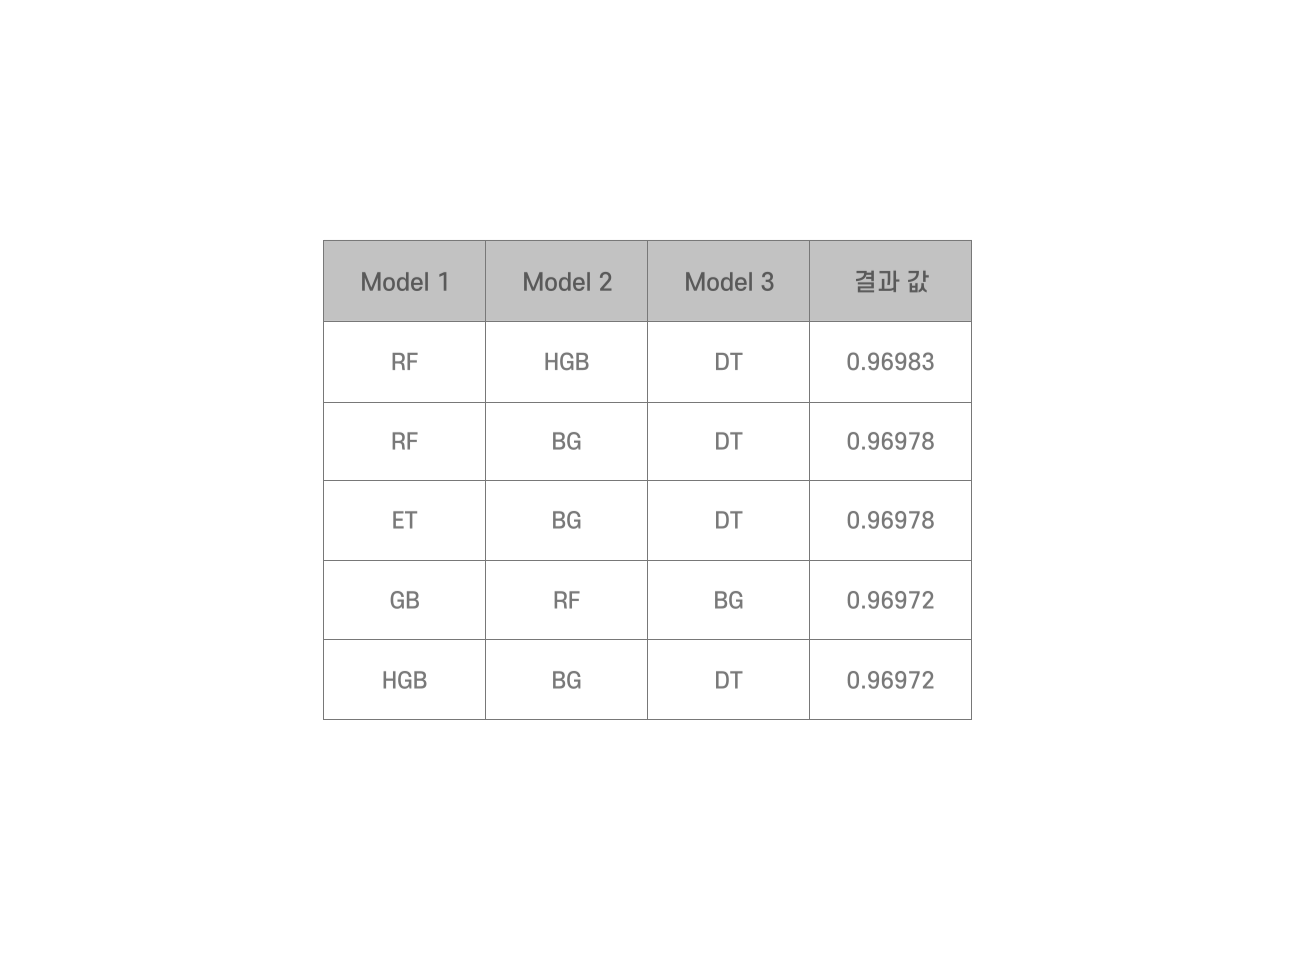 Model 1 Model 2 Model 3 결과 값
RF HGB DT 0.96983
RF BG DT 0.96978
ET BG DT 0.96978
GB RF BG 0.96972
HGB BG DT 0.96972